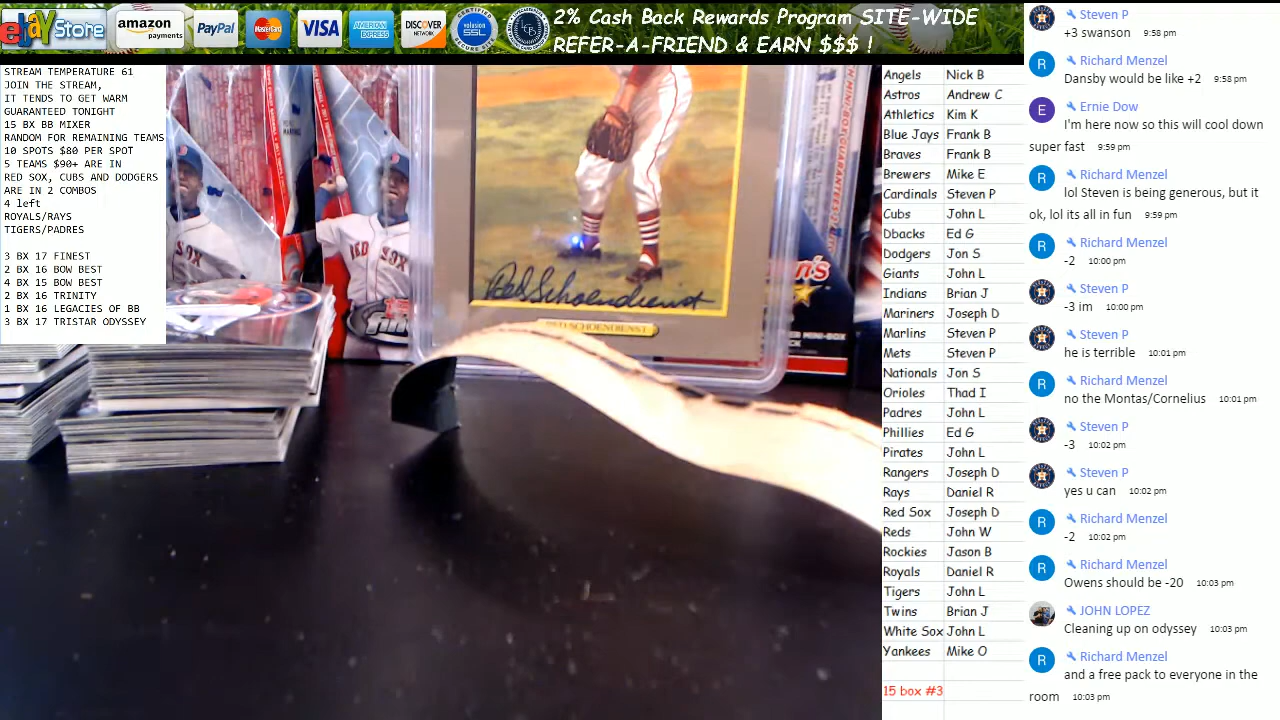 ebay Store
amazon payments
PayPal
MasterCard
VISA
AMERICAN EXPRESS
DISCOVER NETWORK
2% Cash Back Rewards Program SITE-WIDE
REFER-A-FRIEND & EARN $$$ !
STREAM TEMPERATURE 61
JOIN THE STREAM,
IT TENDS TO GET WARM
GUARANTEED TONIGHT
15 BX BB MIXER
RANDOM FOR REMAINING TEAMS
10 SPOTS $80 PER SPOT
5 TEAMS $90+ ARE IN
RED SOX, CUBS AND DODGERS
ARE IN 2 COMBOS
4 left
ROYALS/RAYS
TIGERS/PADRES
3 BX 17 FINEST
2 BX 16 BOW BEST
4 BX 15 BOW BEST
2 BX 16 TRINITY
1 BX 16 LEGACIES OF BB
3 BX 17 TRISTAR ODYSSEY
RED SOX
Red Schoendienst
RED SCHOENDIENST
Angels Nick B
Astros Andrew C
Athletics Kim K
Blue Jays Frank B
Braves Frank B
Brewers Mike E
Cardinals Steven P
Cubs John L
Dbacks Ed G
Dodgers Jon S
Giants John L
Indians Brian J
Mariners Joseph D
Marlins Steven P
Mets Steven P
Nationals Jon S
Orioles Thad I
Padres John L
Phillies Ed G
Pirates John L
Rangers Joseph D
Rays Daniel R
Red Sox Joseph D
Reds John W
Rockies Jason B
Royals Daniel R
Tigers John L
Twins Brian J
White Sox John L
Yankees Mike O
15 box #3
Steven P
+3 swanson 9:58 pm
Richard Menzel
Dansby would be like +2 9:58 pm
Ernie Dow
I'm here now so this will cool down
super fast 9:59 pm
Richard Menzel
lol Steven is being generous, but it
ok, lol its all in fun 9:59 pm
Richard Menzel
-2 10:00 pm
Steven P
-3 im 10:00 pm
Steven P
he is terrible 10:01 pm
Richard Menzel
no the Montas/Cornelius 10:01 pm
Steven P
-3 10:02 pm
Steven P
yes u can 10:02 pm
Richard Menzel
-2 10:02 pm
Richard Menzel
Owens should be -20 10:03 pm
JOHN LOPEZ
Cleaning up on odyssey 10:03 pm
Richard Menzel
and a free pack to everyone in the
room 10:03 pm